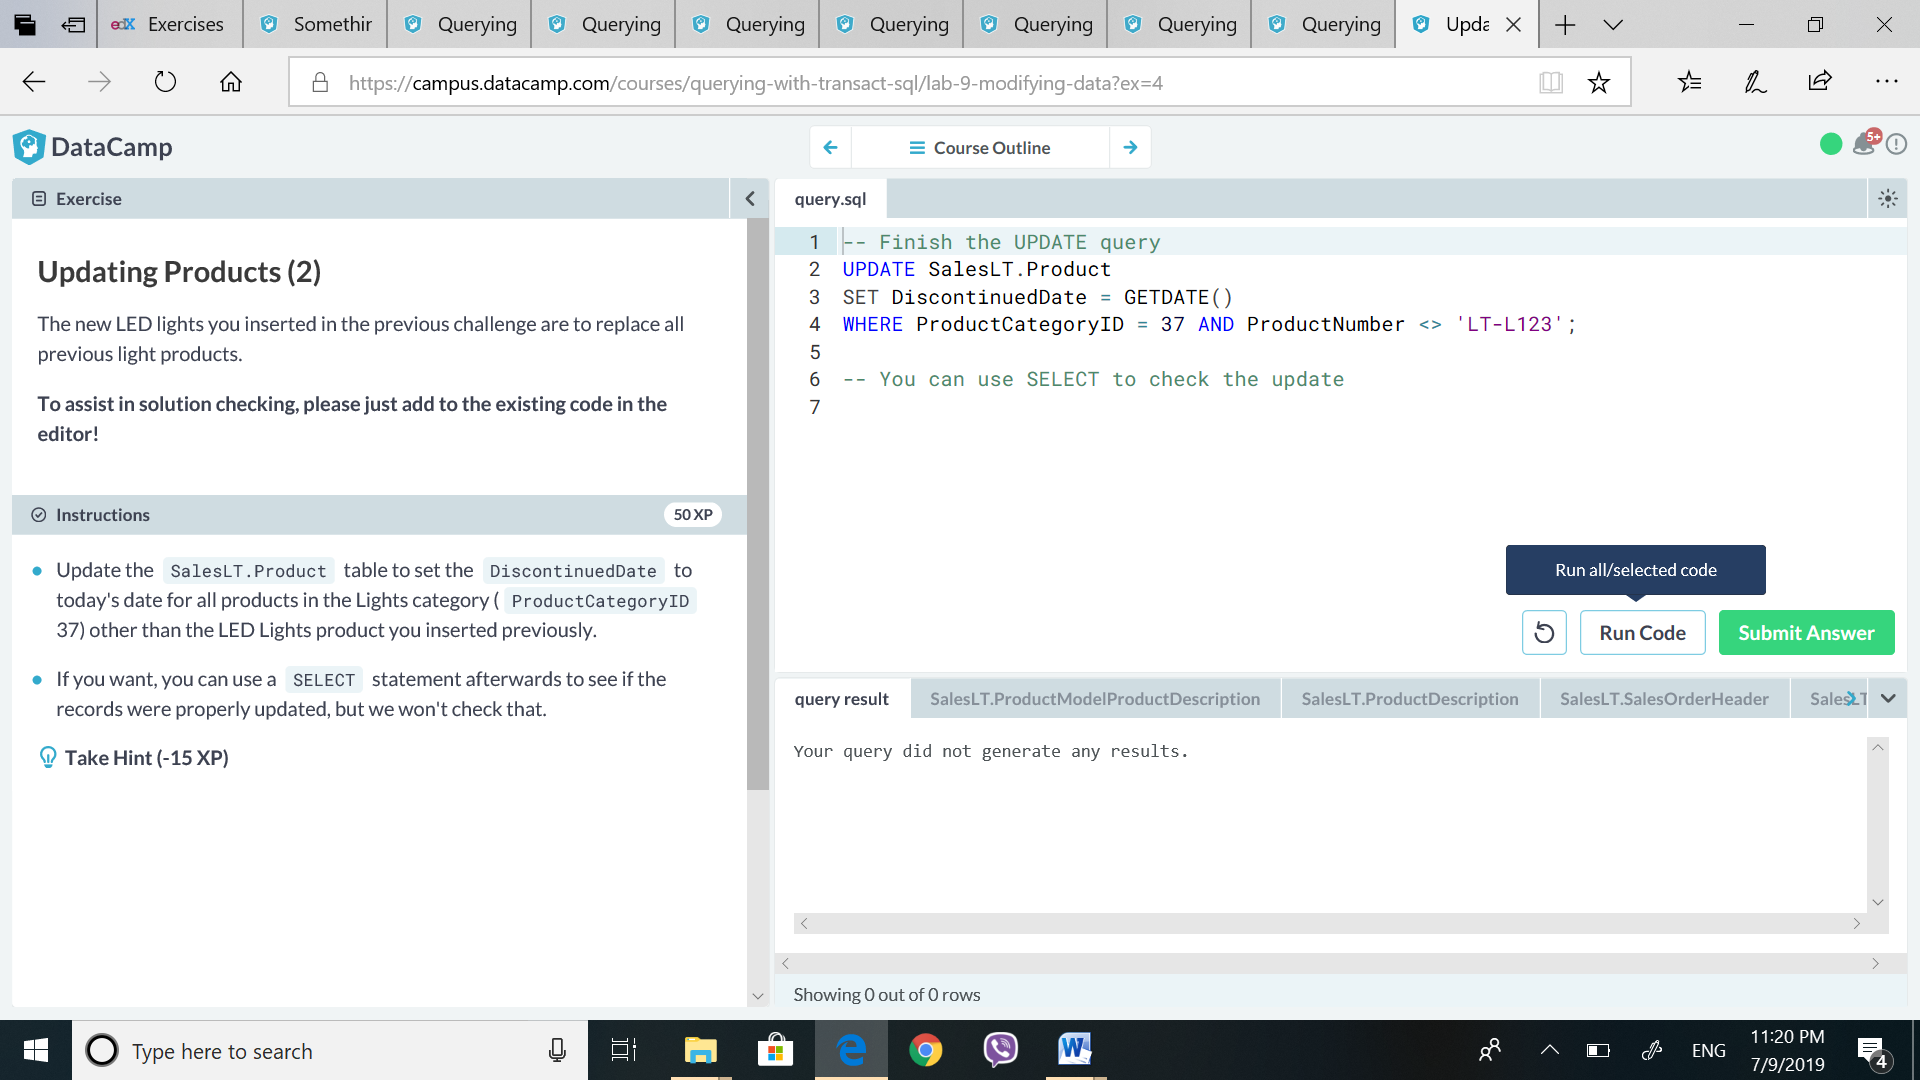 edX Exercises
Somethir
Querying
Querying
Querying
Querying
Querying
Querying
Querying
Upda
https://campus.datacamp.com/courses/querying-with-transact-sql/lab-9-modifying-data?ex=4
DataCamp
Course Outline
5+
Exercise
Updating Products (2)
The new LED lights you inserted in the previous challenge are to replace all
previous light products.
To assist in solution checking, please just add to the existing code in the
editor!
Instructions
50 XP
Update the SalesLT.Product table to set the DiscontinuedDate to
today's date for all products in the Lights category ( ProductCategoryID
37) other than the LED Lights product you inserted previously.
If you want, you can use a SELECT statement afterwards to see if the
records were properly updated, but we won't check that.
Take Hint (-15 XP)
query.sql
1 -- Finish the UPDATE query
2 UPDATE SalesLT.Product
3 SET DiscontinuedDate = GETDATE()
4 WHERE ProductCategoryID = 37 AND ProductNumber <> 'LT-L123';
5
6 -- You can use SELECT to check the update
7
Run all/selected code
Run Code
Submit Answer
query result
SalesLT.ProductModelProductDescription
SalesLT.ProductDescription
SalesLT.SalesOrderHeader
SalesLT
Your query did not generate any results.
Showing 0 out of 0 rows
Type here to search
W
ENG
11:20 PM
7/9/2019
4